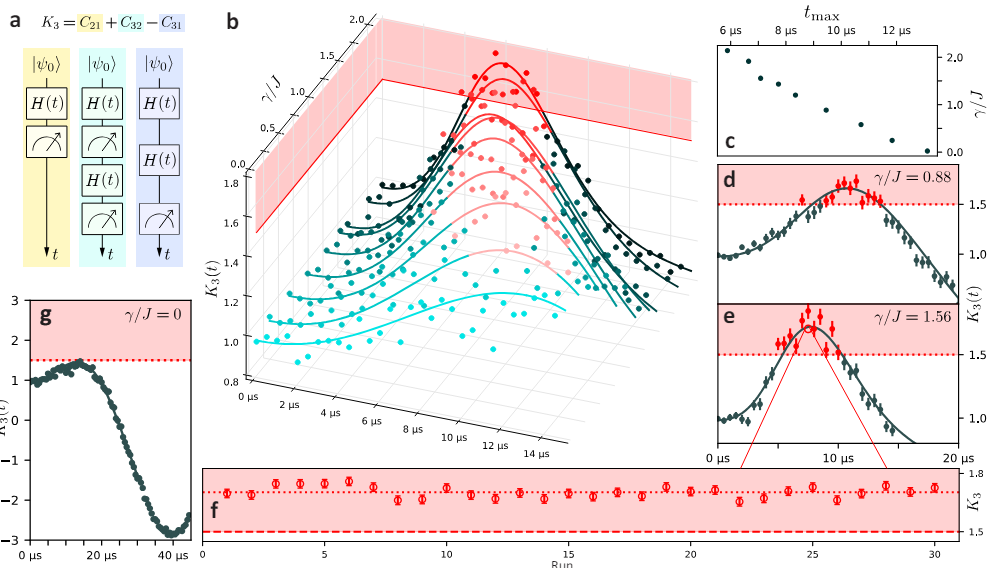 a
K₃ = C₂₁ + C₃₂ − C₃₁
|ψ₀⟩ |ψ₀⟩ |ψ₀⟩
H(t) H(t) H(t)
H(t)
H(t)
t t t
b
γ/J
2.0
1.5
1.0
0.5
0.0
K₃(t)
1.8
1.6
1.4
1.2
1.0
0.8
0 μs 2 μs 4 μs 6 μs 8 μs 10 μs 12 μs 14 μs
t_max
6 μs 8 μs 10 μs 12 μs
2.0
1.0
0.0
γ/J
c
d
γ/J = 0.88
1.5
1.0
K₃(t)
e
γ/J = 1.56
1.5
1.0
0 μs 10 μs 20 μs
g
γ/J = 0
3
2
1
0
−1
−2
−3
K₃(t)
0 μs 20 μs 40 μs
f
1.8
1.5
K₃
0 5 10 15 20 25 30
Run